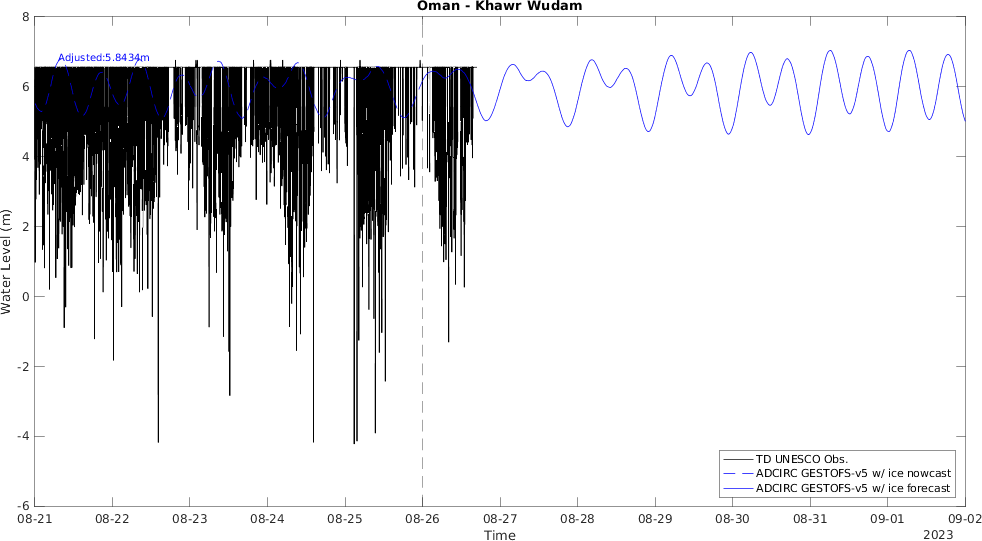 Oman - Khawr Wudam
8
6
4
2
0
-2
-4
-6
Water Level (m)
Adjusted:5.8434m
TD UNESCO Obs.
ADCIRC GESTOFS-v5 w/ ice nowcast
ADCIRC GESTOFS-v5 w/ ice forecast
08-21 08-22 08-23 08-24 08-25 08-26 08-27 08-28 08-29 08-30 08-31 09-01 09-02
Time
2023